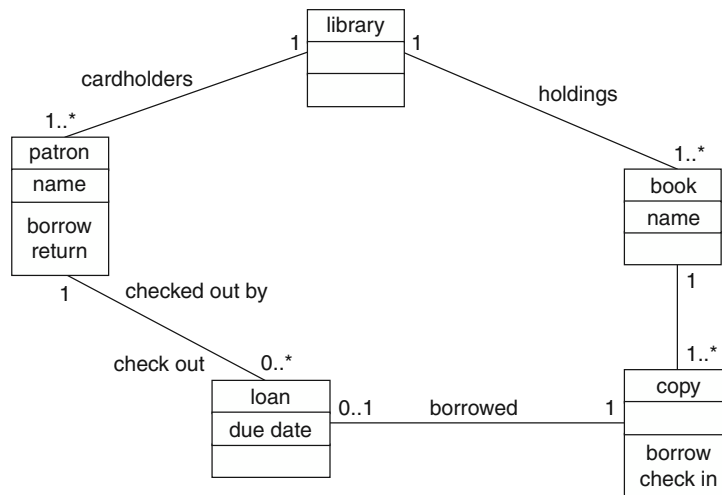 library
1
1
cardholders
holdings
1..*
1..*
patron
name
borrow
return
book
name
1
1
checked out by
check out
0..*
1..*
loan
due date
0..1
borrowed
1
copy
borrow
check in